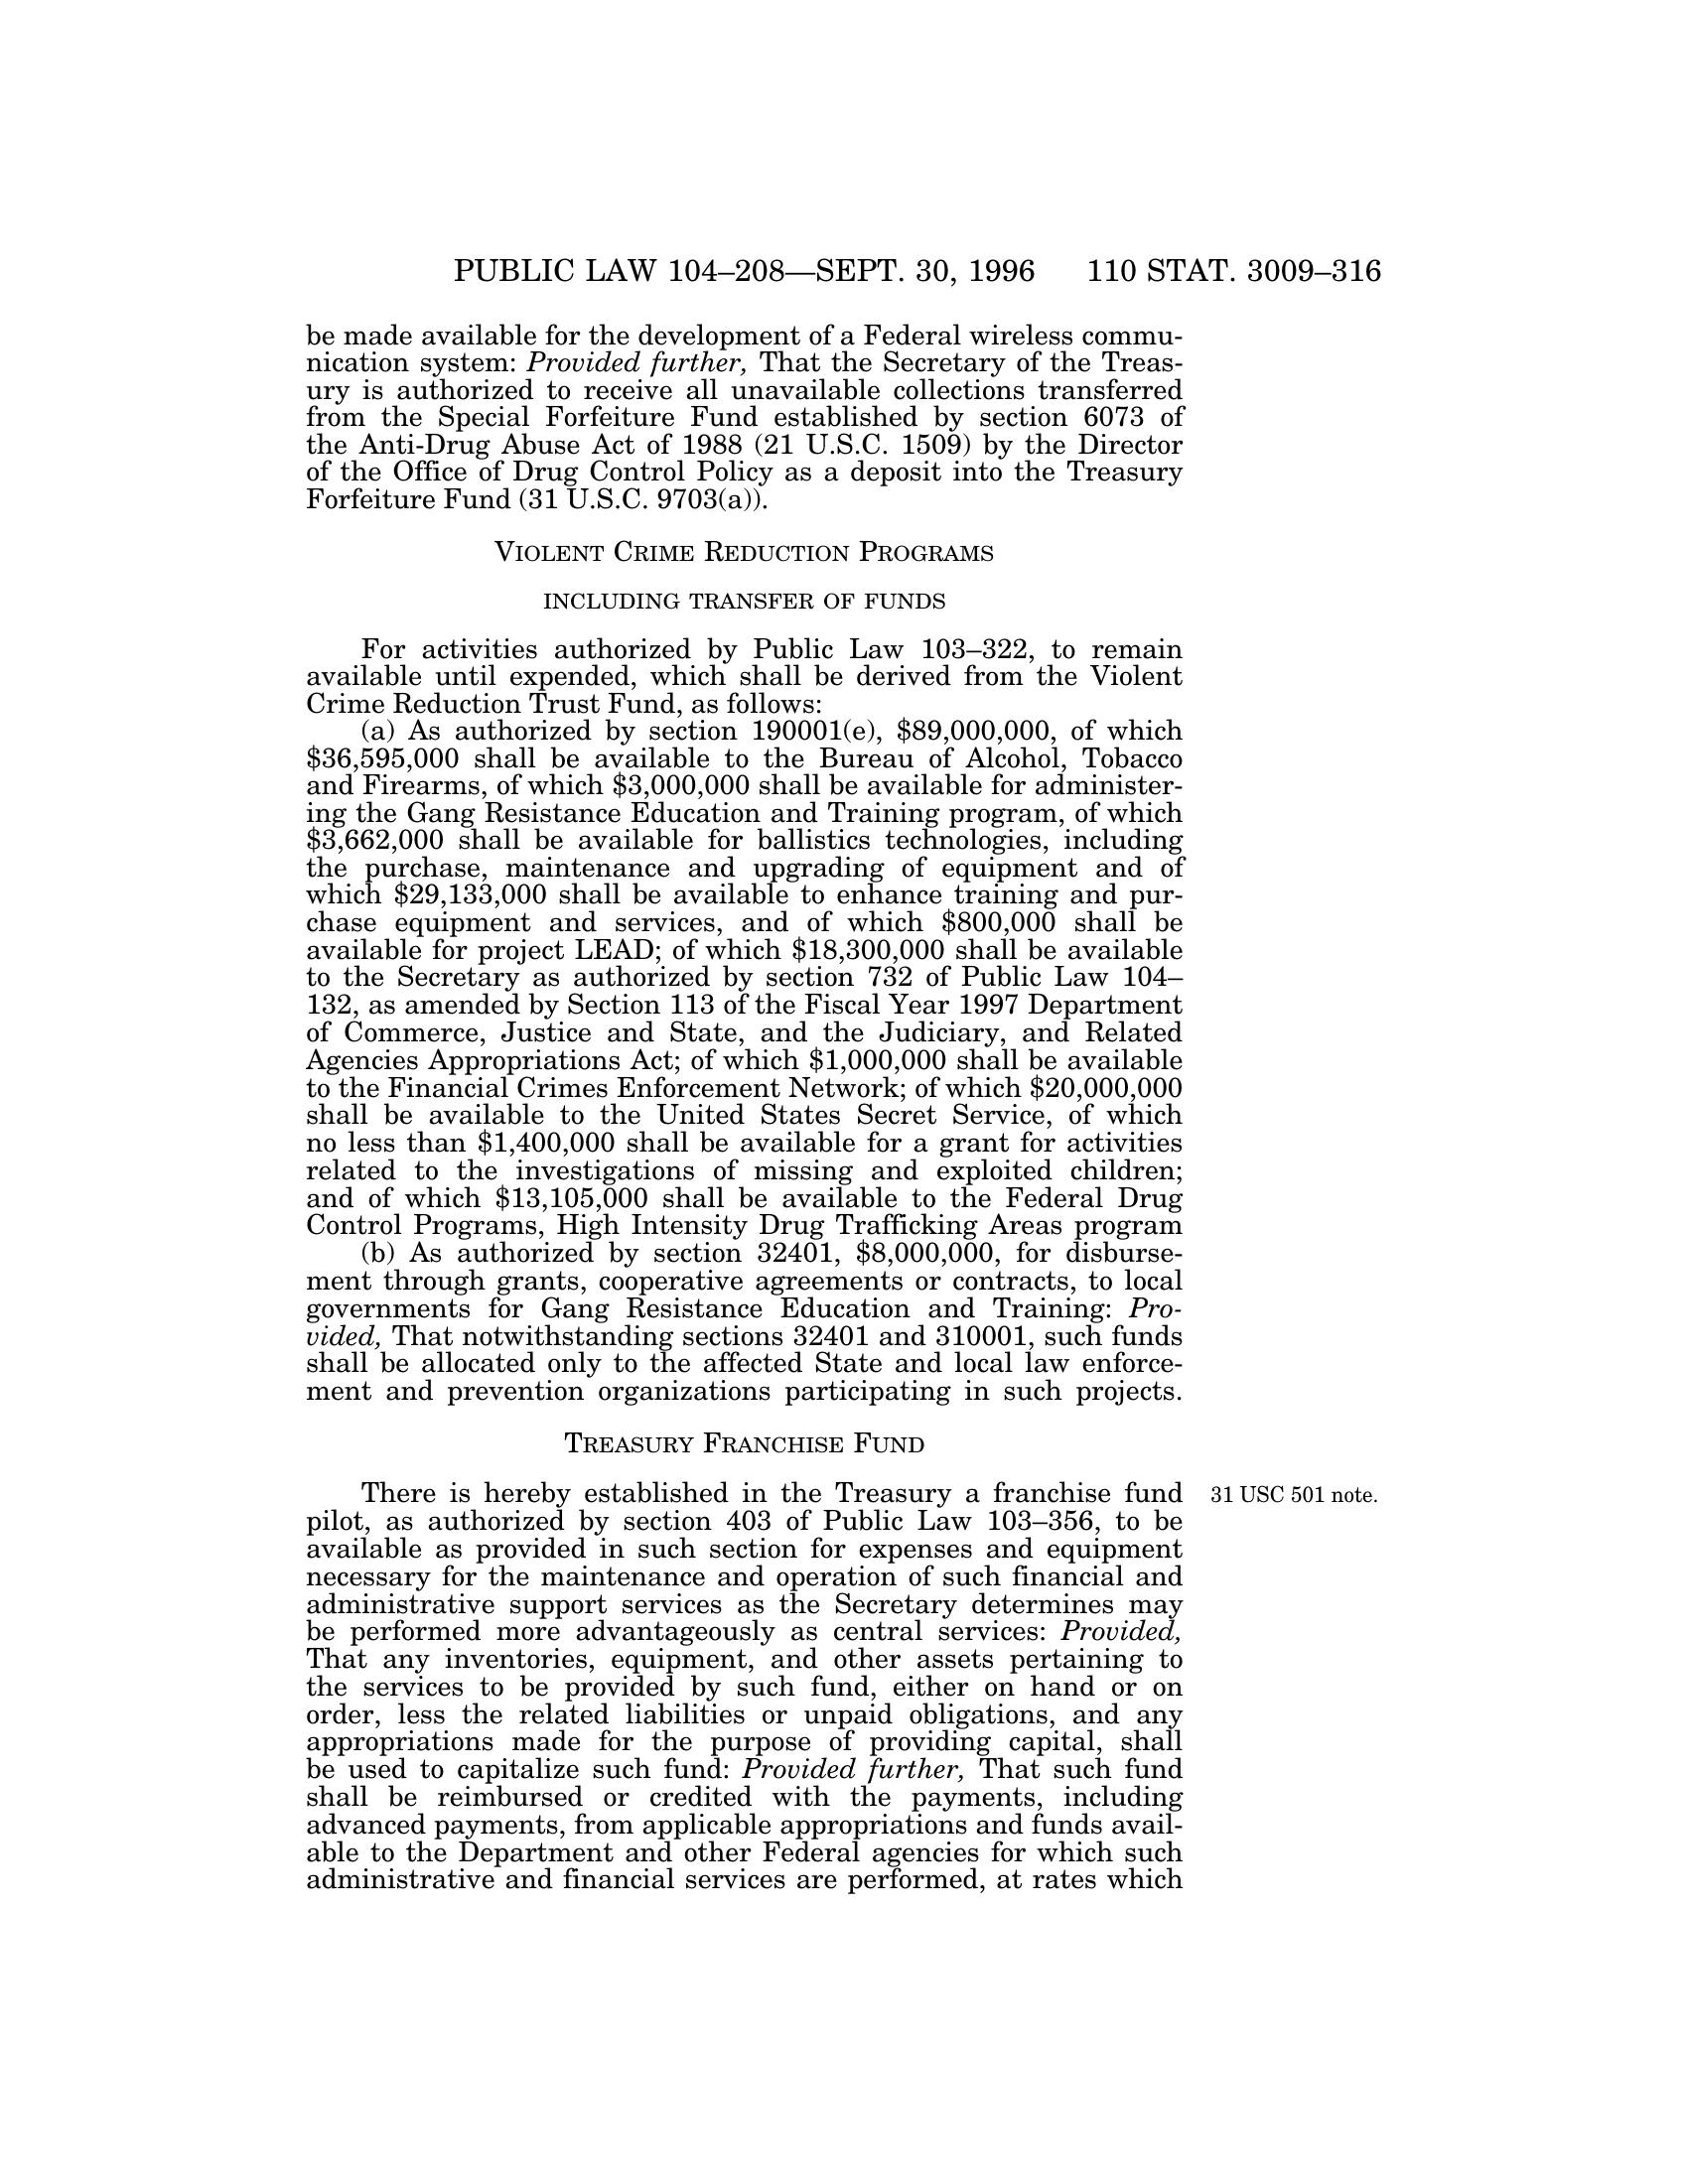 PUBLIC LAW 104–208—SEPT. 30, 1996 110 STAT. 3009–316
be made available for the development of a Federal wireless commu-
nication system: Provided further, That the Secretary of the Treas-
ury is authorized to receive all unavailable collections transferred
from the Special Forfeiture Fund established by section 6073 of
the Anti-Drug Abuse Act of 1988 (21 U.S.C. 1509) by the Director
of the Office of Drug Control Policy as a deposit into the Treasury
Forfeiture Fund (31 U.S.C. 9703(a)).
VIOLENT CRIME REDUCTION PROGRAMS
INCLUDING TRANSFER OF FUNDS
For activities authorized by Public Law 103–322, to remain
available until expended, which shall be derived from the Violent
Crime Reduction Trust Fund, as follows:
(a) As authorized by section 190001(e), $89,000,000, of which
$36,595,000 shall be available to the Bureau of Alcohol, Tobacco
and Firearms, of which $3,000,000 shall be available for administer-
ing the Gang Resistance Education and Training program, of which
$3,662,000 shall be available for ballistics technologies, including
the purchase, maintenance and upgrading of equipment and of
which $29,133,000 shall be available to enhance training and pur-
chase equipment and services, and of which $800,000 shall be
available for project LEAD; of which $18,300,000 shall be available
to the Secretary as authorized by section 732 of Public Law 104–
132, as amended by Section 113 of the Fiscal Year 1997 Department
of Commerce, Justice and State, and the Judiciary, and Related
Agencies Appropriations Act; of which $1,000,000 shall be available
to the Financial Crimes Enforcement Network; of which $20,000,000
shall be available to the United States Secret Service, of which
no less than $1,400,000 shall be available for a grant for activities
related to the investigations of missing and exploited children;
and of which $13,105,000 shall be available to the Federal Drug
Control Programs, High Intensity Drug Trafficking Areas program
(b) As authorized by section 32401, $8,000,000, for disburse-
ment through grants, cooperative agreements or contracts, to local
governments for Gang Resistance Education and Training: Pro-
vided, That notwithstanding sections 32401 and 310001, such funds
shall be allocated only to the affected State and local law enforce-
ment and prevention organizations participating in such projects.
TREASURY FRANCHISE FUND
There is hereby established in the Treasury a franchise fund 31 USC 501 note.
pilot, as authorized by section 403 of Public Law 103–356, to be
available as provided in such section for expenses and equipment
necessary for the maintenance and operation of such financial and
administrative support services as the Secretary determines may
be performed more advantageously as central services: Provided,
That any inventories, equipment, and other assets pertaining to
the services to be provided by such fund, either on hand or on
order, less the related liabilities or unpaid obligations, and any
appropriations made for the purpose of providing capital, shall
be used to capitalize such fund: Provided further, That such fund
shall be reimbursed or credited with the payments, including
advanced payments, from applicable appropriations and funds avail-
able to the Department and other Federal agencies for which such
administrative and financial services are performed, at rates which